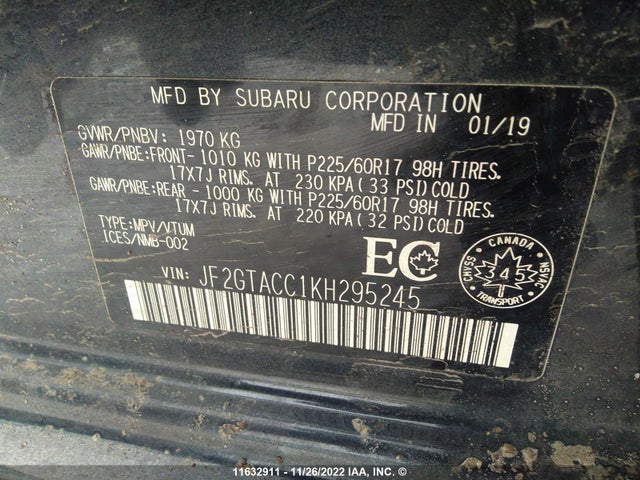 MFD BY SUBARU CORPORATION
MFD IN 01/19
GVWR/PNBV: 1970 KG
GAWR/PNBE:FRONT- 1010 KG WITH P225/60R17 98H TIRES.
17X7J RIMS. AT 230 KPA (33 PSI) COLD
GAWR/PNBE:REAR - 1000 KG WITH P225/60R17 98H TIRES.
17X7J RIMS. AT 220 KPA (32 PSI) COLD
TYPE:MPV/VTUM
ICES/NMB-002
EC
CANADA
CMVSS 345 NSVAC
TRANSPORT
VIN: JF2GTACC1KH295245
11632911 - 11/26/2022 IAA, INC. ©